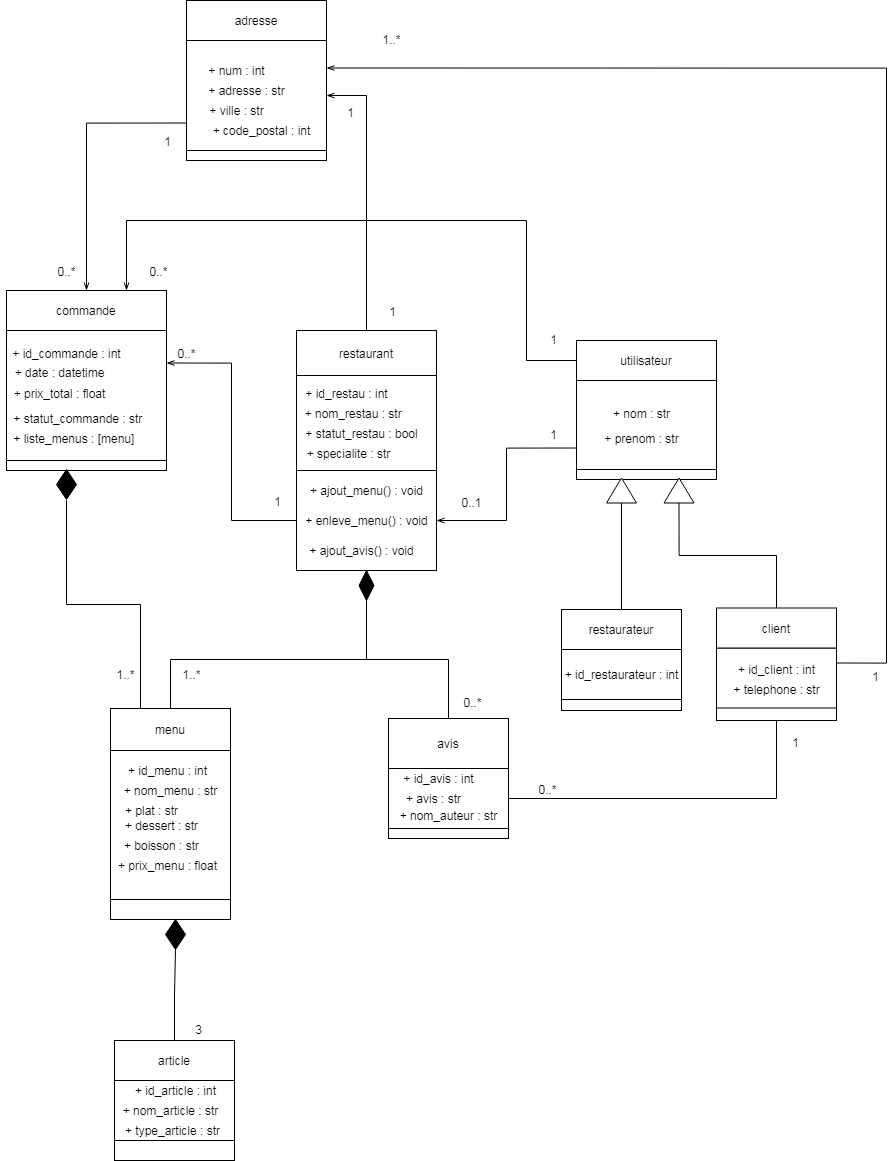 adresse
+ num : int
+ adresse : str
+ ville : str
+ code_postal : int
1..*
1
1
0..*
0..*
commande
+ id_commande : int
+ date : datetime
+ prix_total : float
+ statut_commande : str
+ liste_menus : [menu]
0..*
1
1
restaurant
+ id_restau : int
+ nom_restau : str
+ statut_restau : bool
+ specialite : str
+ ajout_menu() : void
+ enleve_menu() : void
+ ajout_avis() : void
1
utilisateur
+ nom : str
+ prenom : str
1
0..1
restaurateur
+ id_restaurateur : int
client
+ id_client : int
+ telephone : str
1
1
1..*
1..*
0..*
menu
+ id_menu : int
+ nom_menu : str
+ plat : str
+ dessert : str
+ boisson : str
+ prix_menu : float
avis
+ id_avis : int
+ avis : str
+ nom_auteur : str
0..*
3
article
+ id_article : int
+ nom_article : str
+ type_article : str